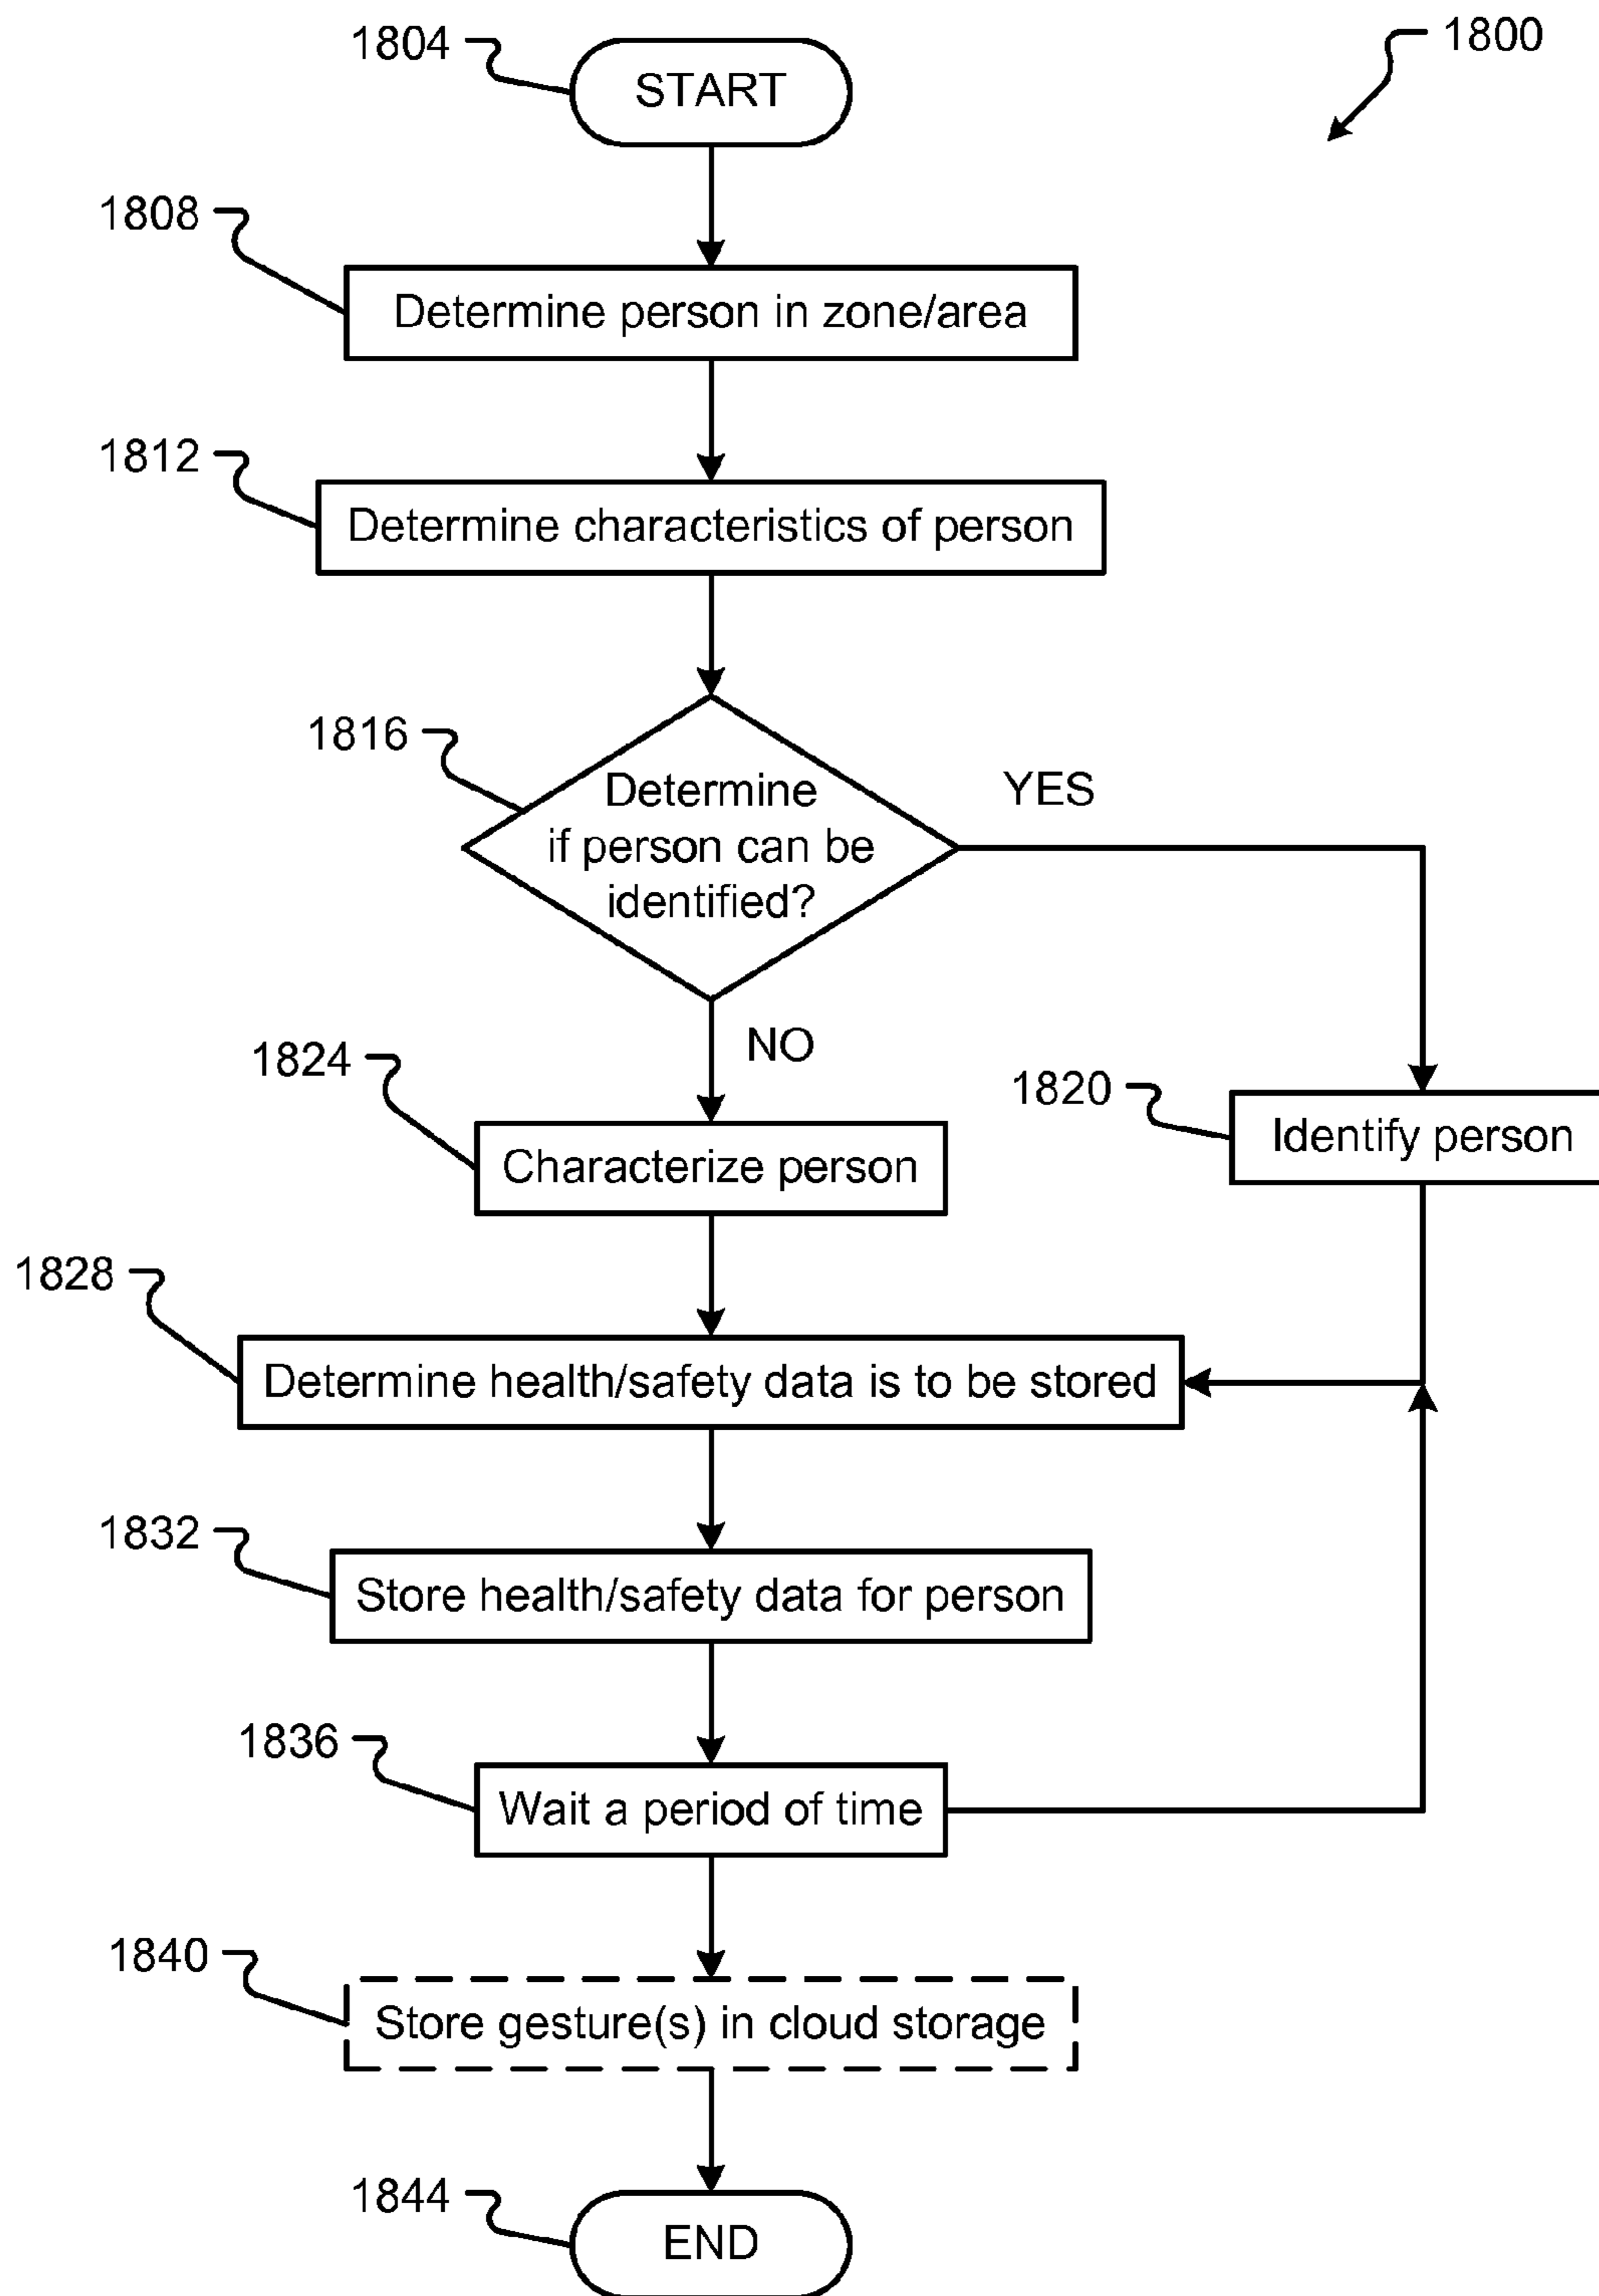 1804
START
1800
1808
Determine person in zone/area
1812
Determine characteristics of person
1816
Determine
if person can be
identified?
YES
NO
1824
Characterize person
1820
Identify person
1828
Determine health/safety data is to be stored
1832
Store health/safety data for person
1836
Wait a period of time
1840
Store gesture(s) in cloud storage
1844
END